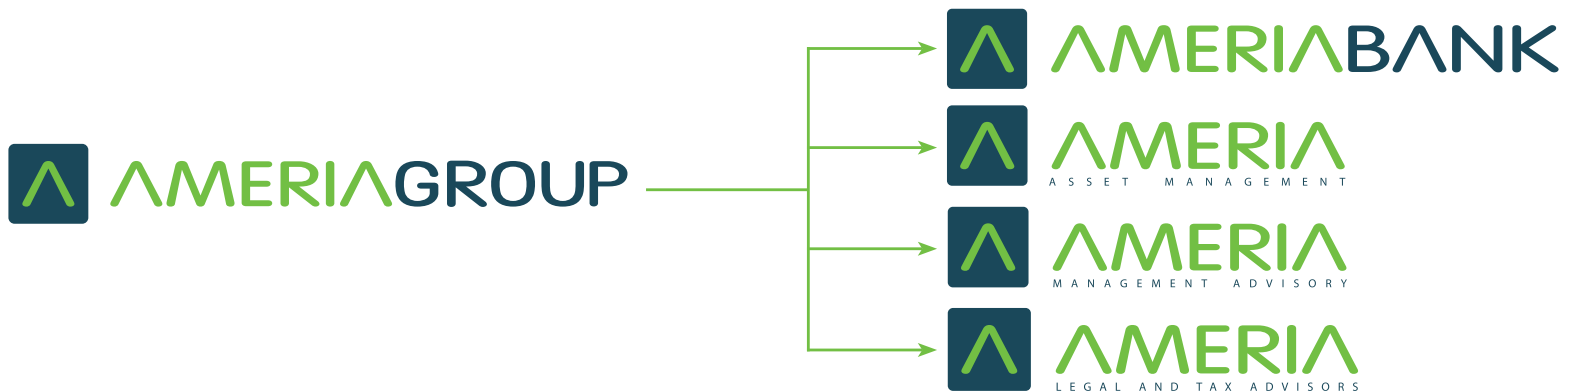 AMERIAGROUP
AMERIABANK
AMERIA
ASSET MANAGEMENT
AMERIA
MANAGEMENT ADVISORY
AMERIA
LEGAL AND TAX ADVISORS